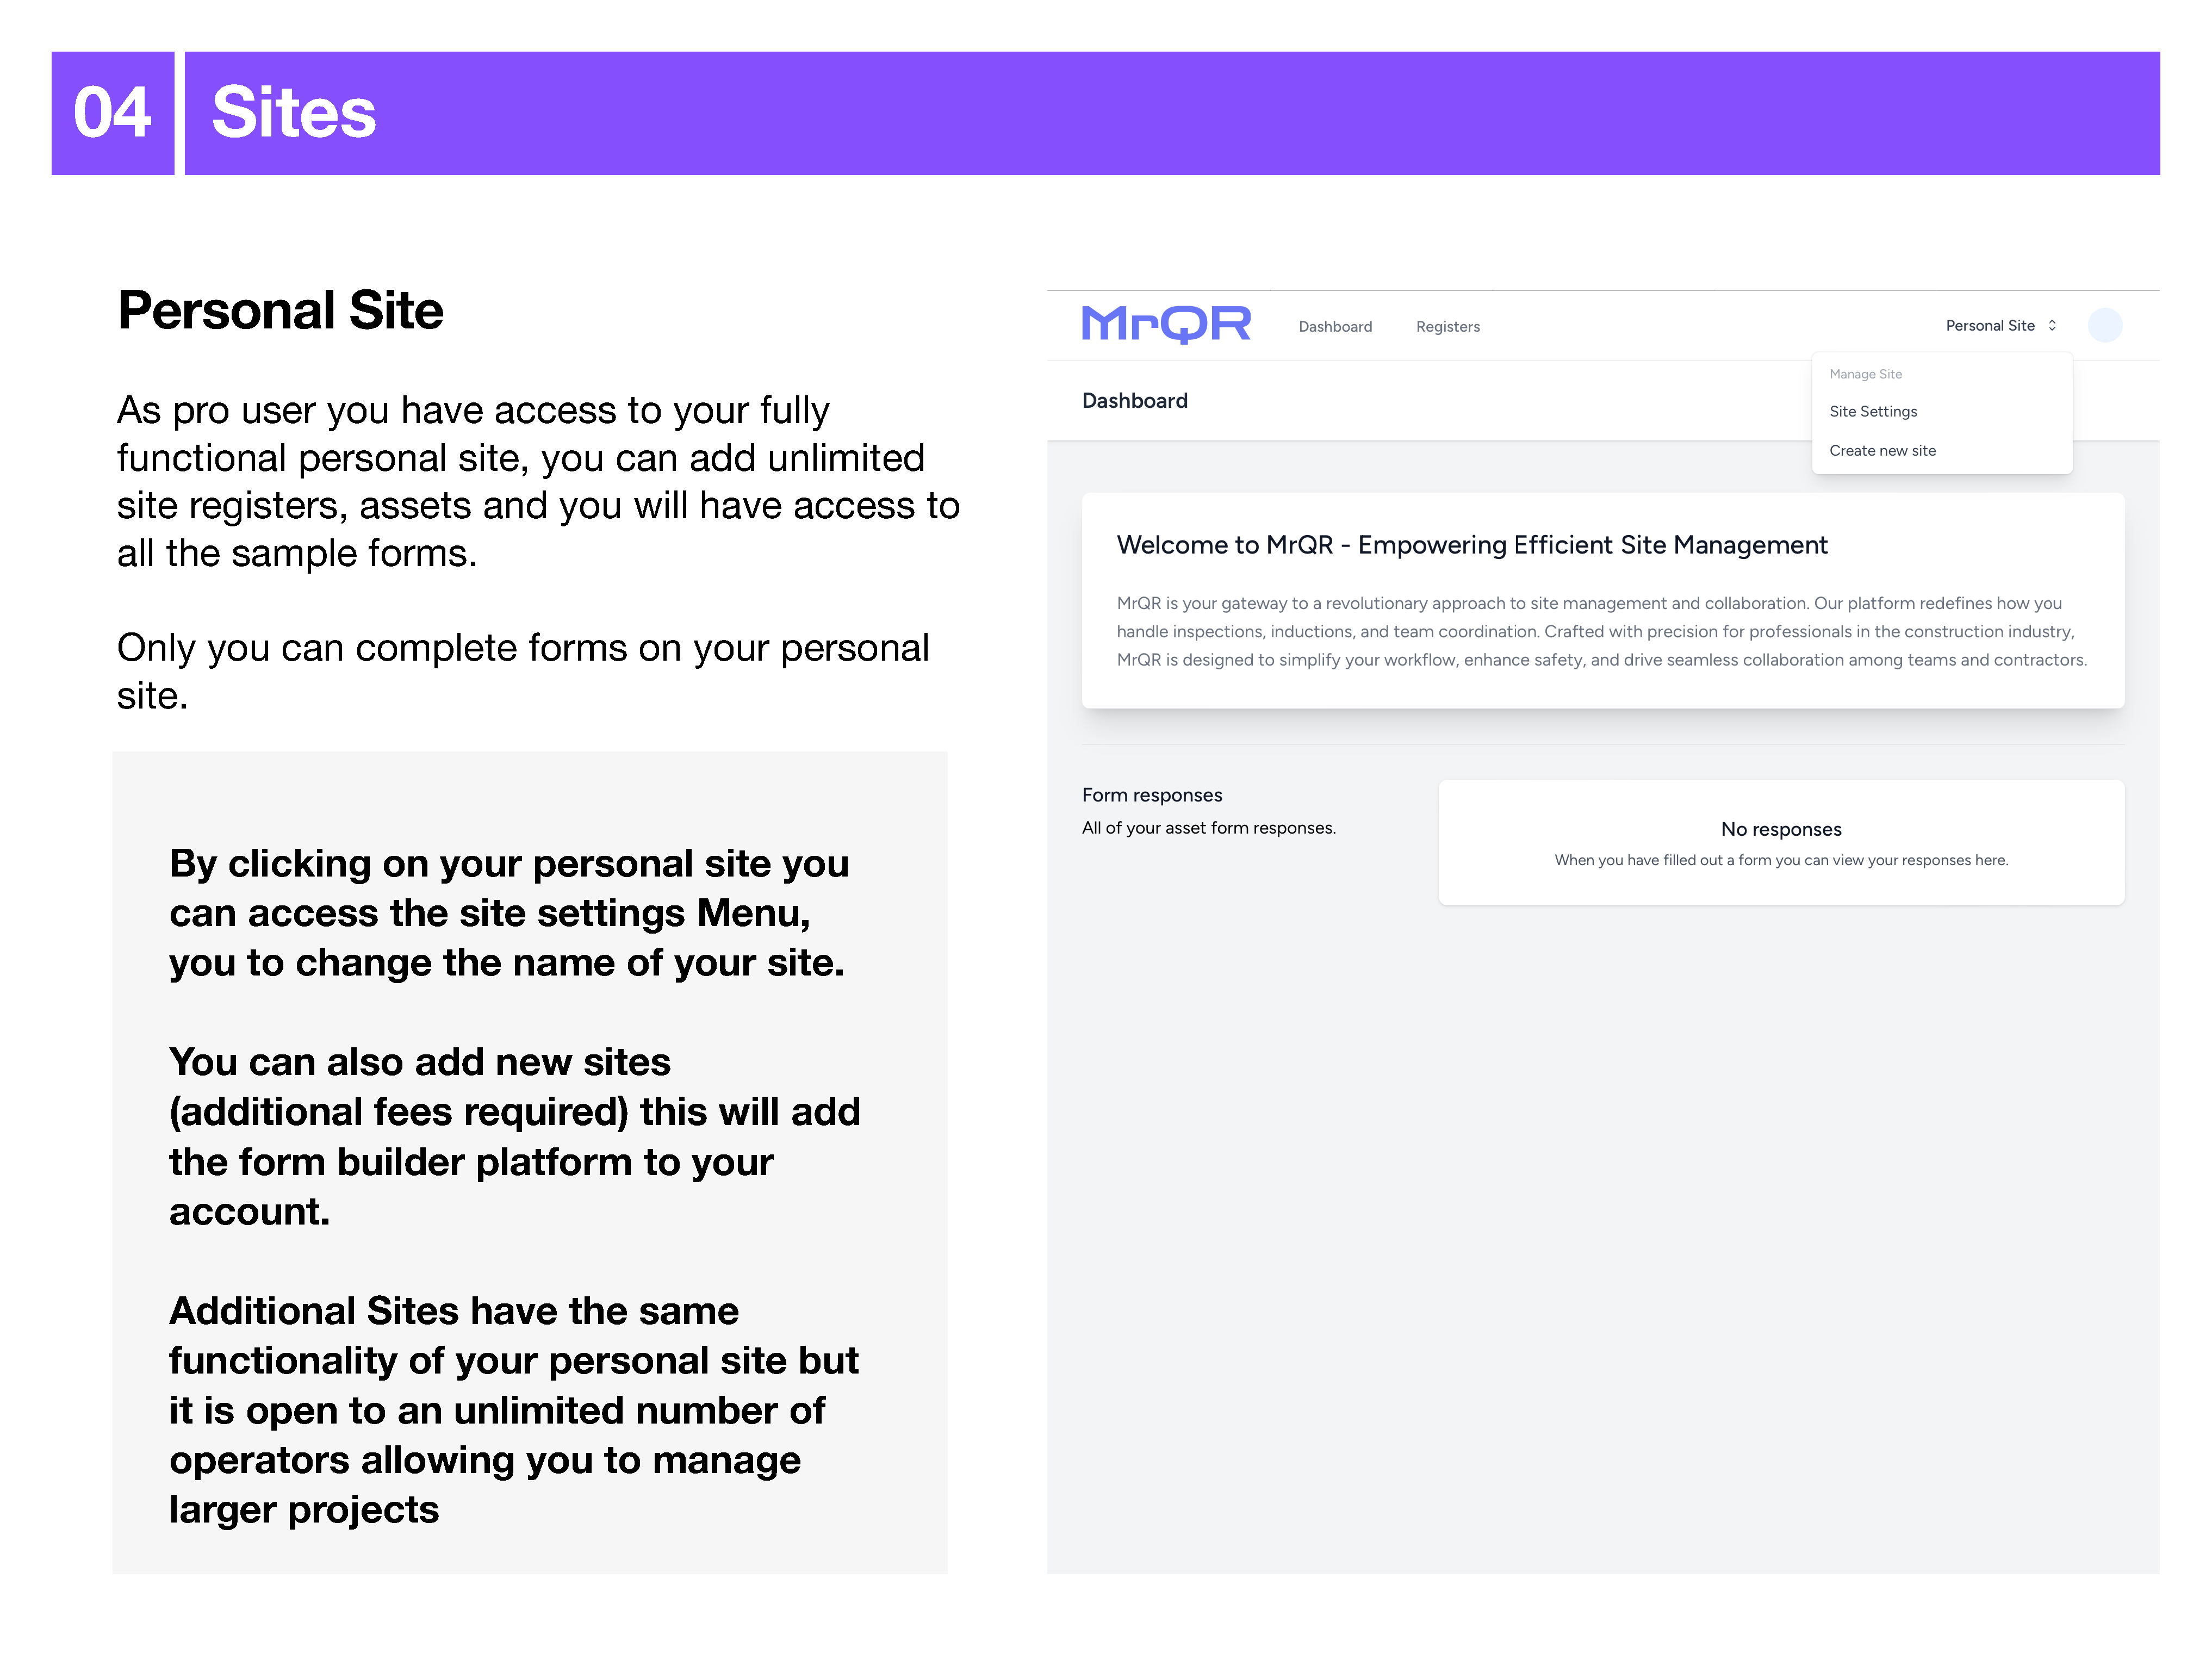 04
Sites
Personal Site
As pro user you have access to your fully
functional personal site, you can add unlimited
site registers, assets and you will have access to
all the sample forms.
Only you can complete forms on your personal
site.
By clicking on your personal site you
can access the site settings Menu,
you to change the name of your site.
You can also add new sites
(additional fees required) this will add
the form builder platform to your
account.
Additional Sites have the same
functionality of your personal site but
it is open to an unlimited number of
operators allowing you to manage
larger projects
MrQR
Dashboard
Registers
Personal Site
Manage Site
Site Settings
Create new site
Dashboard
Welcome to MrQR - Empowering Efficient Site Management
MrQR is your gateway to a revolutionary approach to site management and collaboration. Our platform redefines how you
handle inspections, inductions, and team coordination. Crafted with precision for professionals in the construction industry,
MrQR is designed to simplify your workflow, enhance safety, and drive seamless collaboration among teams and contractors.
Form responses
All of your asset form responses.
No responses
When you have filled out a form you can view your responses here.